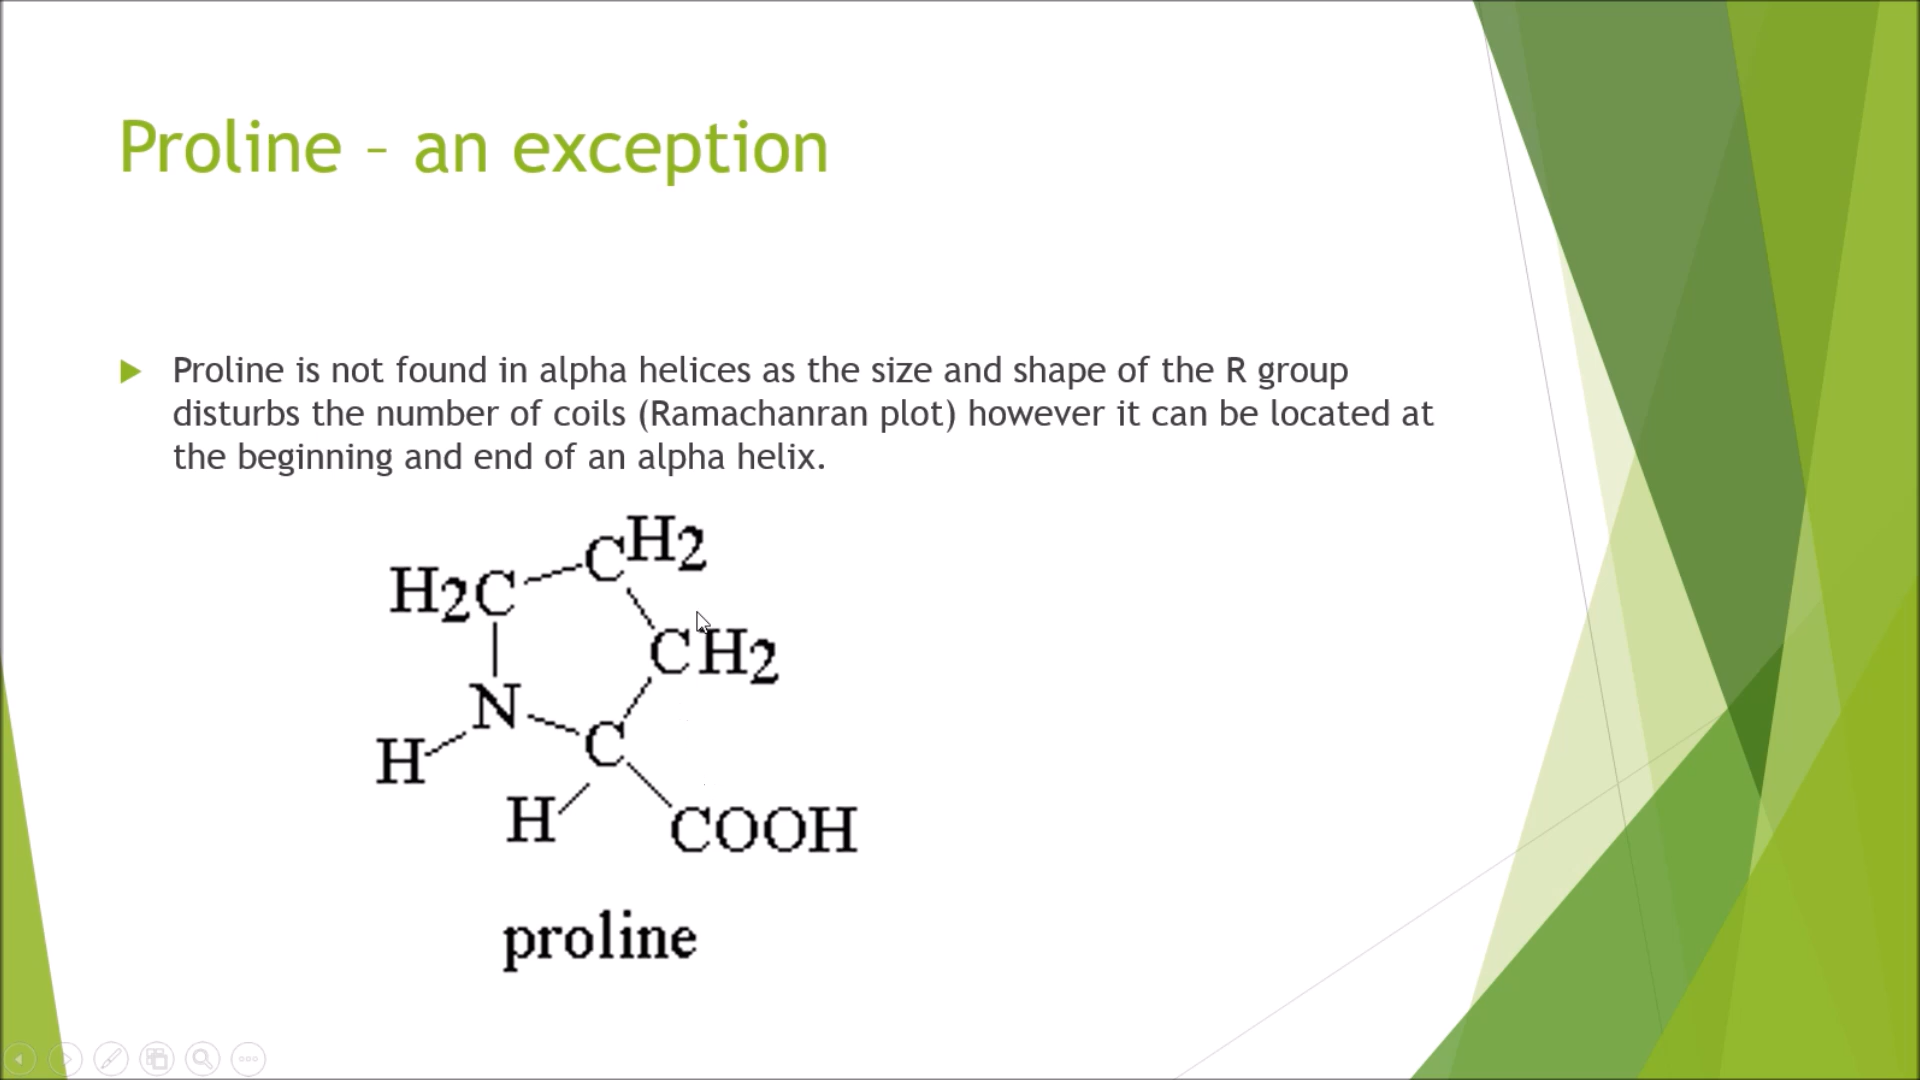 Proline – an exception
Proline is not found in alpha helices as the size and shape of the R group
disturbs the number of coils (Ramachanran plot) however it can be located at
the beginning and end of an alpha helix.
CH2
H2C
CH2
N
C
H
H
COOH
proline